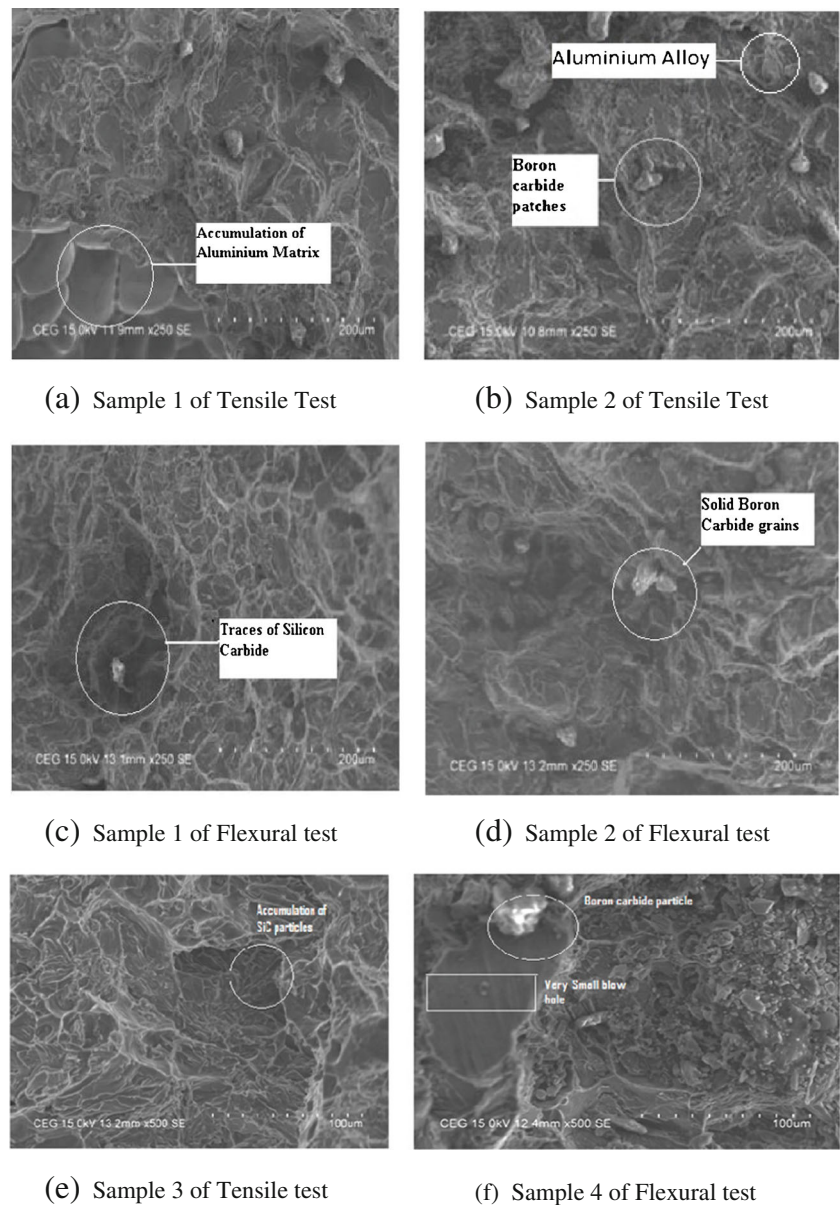 Accumulation of
Aluminium Matrix
CEG 15.0kV 11.9mm x250 SE
200um
(a) Sample 1 of Tensile Test
Aluminium Alloy
Boron
carbide
patches
CEG 15.0kV 10.8mm x250 SE
200um
(b) Sample 2 of Tensile Test
Traces of Silicon
Carbide
CEG 15.0kV 13.1mm x250 SE
200um
(c) Sample 1 of Flexural test
Solid Boron
Carbide grains
CEG 15.0kV 13.2mm x250 SE
200um
(d) Sample 2 of Flexural test
Accumulation of
SiC particles
CEG 15.0kV 13.2mm x500 SE
100um
(e) Sample 3 of Tensile test
Boron carbide particle
Very Small blow
hole
CEG 15.0kV 12.4mm x500 SE
100um
(f) Sample 4 of Flexural test